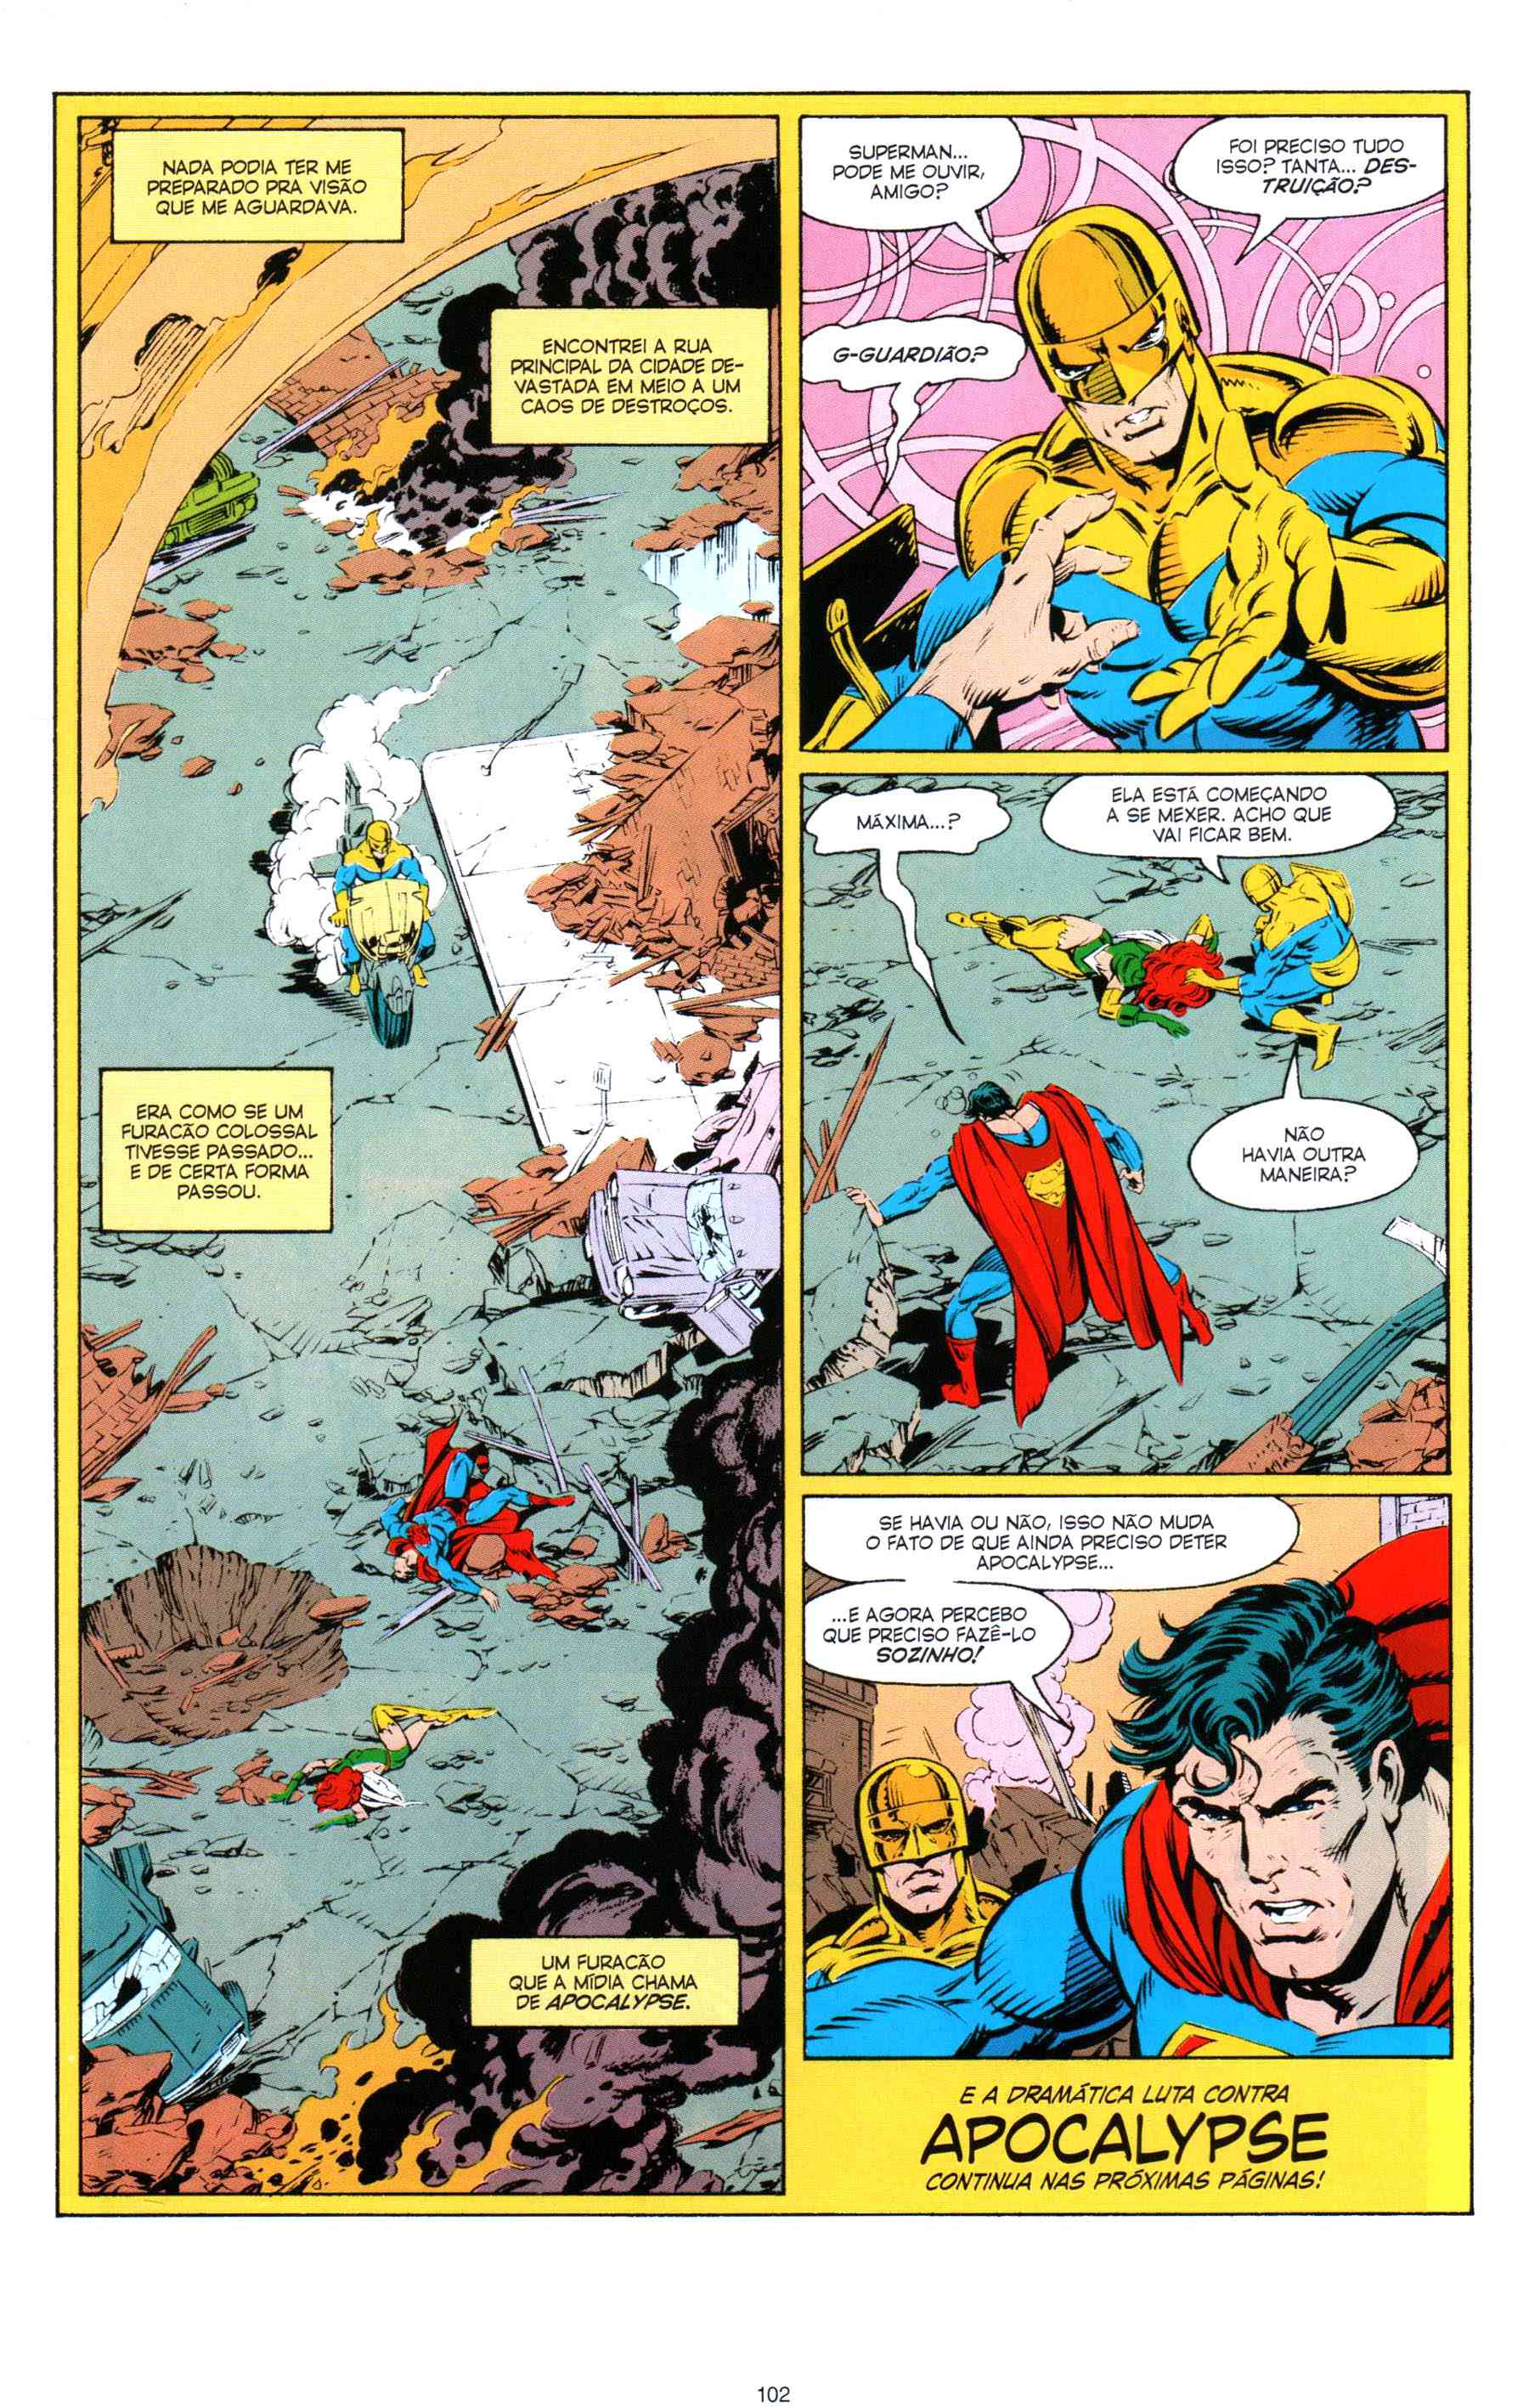 NADA PODIA TER ME
PREPARADO PRA VISÃO
QUE ME AGUARDAVA.
ENCONTREI A RUA
PRINCIPAL DA CIDADE DE-
VASTADA EM MEIO A UM
CAOS DE DESTROÇOS.
ERA COMO SE UM
FURACÃO COLOSSAL
TIVESSE PASSADO...
E DE CERTA FORMA
PASSOU.
UM FURACÃO
QUE A MÍDIA CHAMA
DE APOCALYPSE.
SUPERMAN...
PODE ME OUVIR,
AMIGO?
FOI PRECISO TUDO
ISSO? TANTA... DES-
TRUIÇÃO?
G-GUARDIÃO?
MÁXIMA...?
ELA ESTÁ COMEÇANDO
A SE MEXER. ACHO QUE
VAI FICAR BEM.
NÃO
HAVIA OUTRA
MANEIRA?
SE HAVIA OU NÃO, ISSO NÃO MUDA
O FATO DE QUE AINDA PRECISO DETER
APOCALYPSE...
...E AGORA PERCEBO
QUE PRECISO FAZÊ-LO
SOZINHO!
E A DRAMÁTICA LUTA CONTRA
APOCALYPSE
CONTINUA NAS PRÓXIMAS PÁGINAS!
102